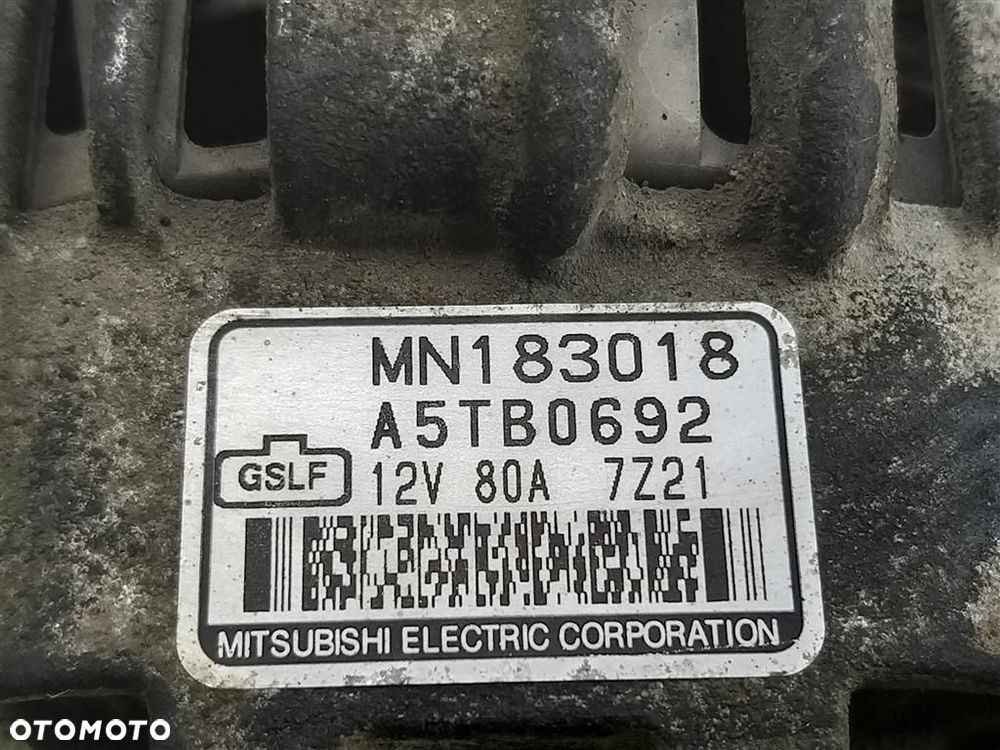 MN183018
A5TB0692
GSLF 12V 80A 7Z21
MITSUBISHI ELECTRIC CORPORATION
OTOMOTO